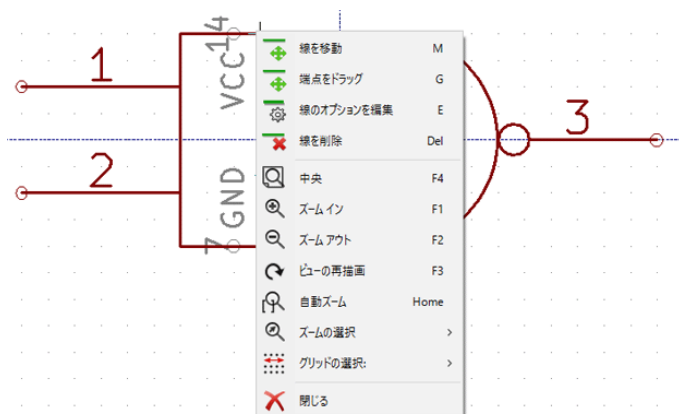 14
VCC
1
2
GND
7
3
線を移動 M
端点をドラッグ G
線のオプションを編集 E
線を削除 Del
中央 F4
ズーム イン F1
ズーム アウト F2
ビューの再描画 F3
自動ズーム Home
ズームの選択
グリッドの選択:
閉じる